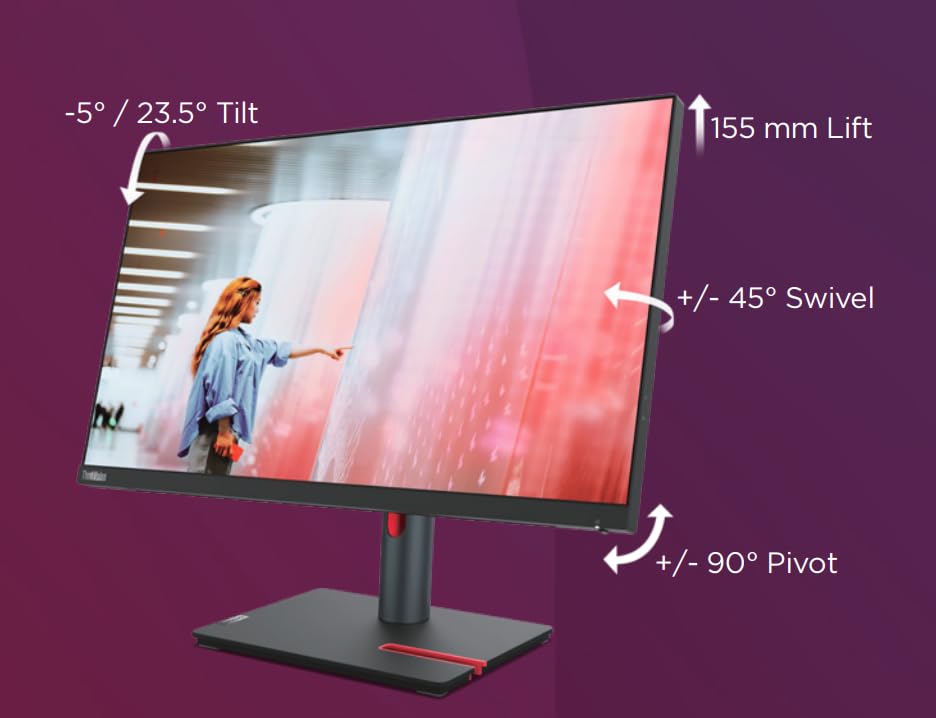 -5° / 23.5° Tilt
155 mm Lift
+/- 45° Swivel
ThinkVision
+/- 90° Pivot